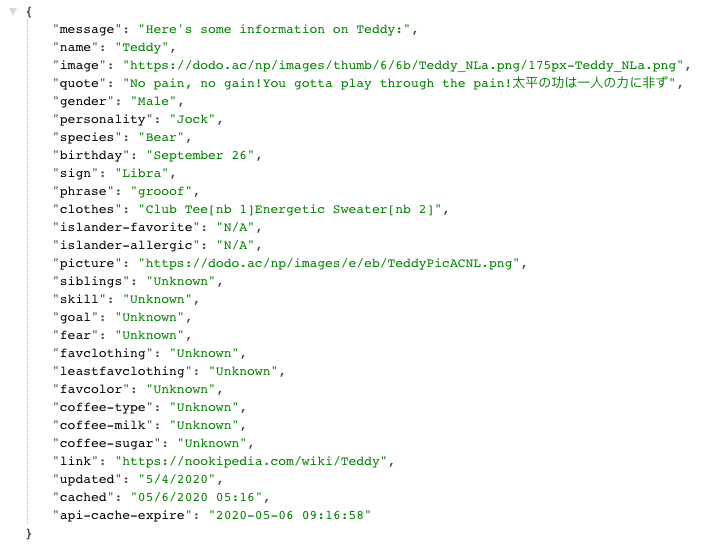 {
"message": "Here's some information on Teddy:",
"name": "Teddy",
"image": "https://dodo.ac/np/images/thumb/6/6b/Teddy_NLa.png/175px-Teddy_NLa.png",
"quote": "No pain, no gain!You gotta play through the pain!太平の功は一人の力に非ず",
"gender": "Male",
"personality": "Jock",
"species": "Bear",
"birthday": "September 26",
"sign": "Libra",
"phrase": "grooof",
"clothes": "Club Tee[nb 1]Energetic Sweater[nb 2]",
"islander-favorite": "N/A",
"islander-allergic": "N/A",
"picture": "https://dodo.ac/np/images/e/eb/TeddyPicACNL.png",
"siblings": "Unknown",
"skill": "Unknown",
"goal": "Unknown",
"fear": "Unknown",
"favclothing": "Unknown",
"leastfavclothing": "Unknown",
"favcolor": "Unknown",
"coffee-type": "Unknown",
"coffee-milk": "Unknown",
"coffee-sugar": "Unknown",
"link": "https://nookipedia.com/wiki/Teddy",
"updated": "5/4/2020",
"cached": "05/6/2020 05:16",
"api-cache-expire": "2020-05-06 09:16:58"
}